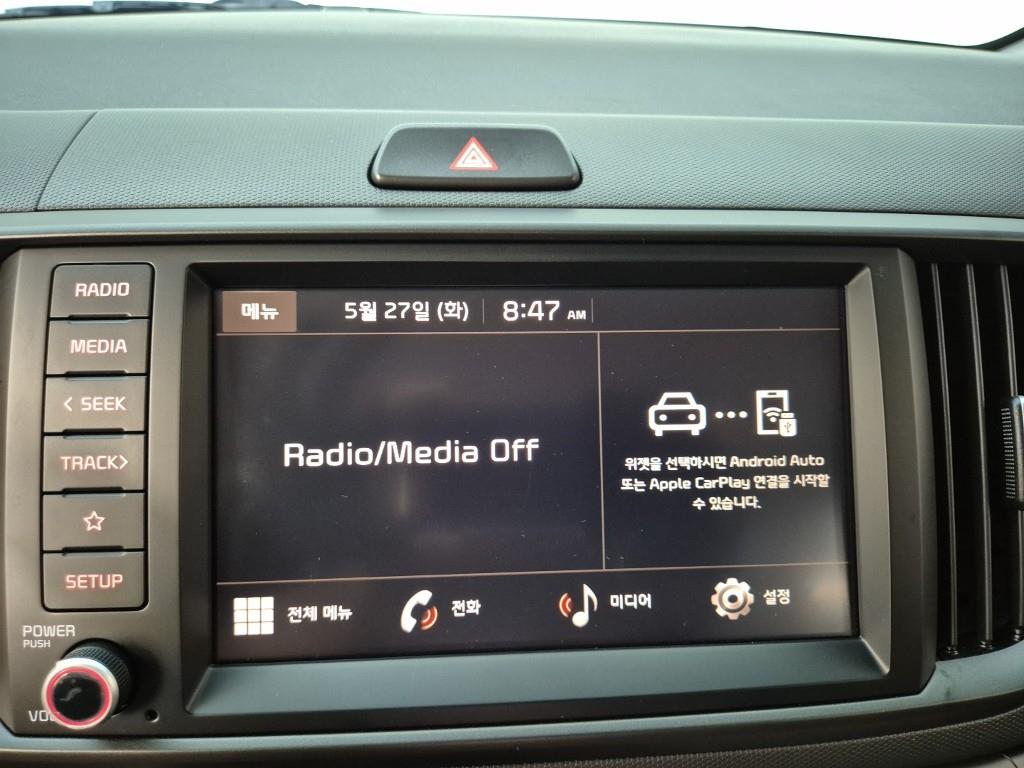 RADIO
MEDIA
< SEEK
TRACK>
SETUP
POWER
PUSH
메뉴
5월 27일 (화)
8:47 AM
Radio/Media Off
위젯을 선택하시면 Android Auto
또는 Apple CarPlay 연결을 시작할
수 있습니다.
전체 메뉴
전화
미디어
설정